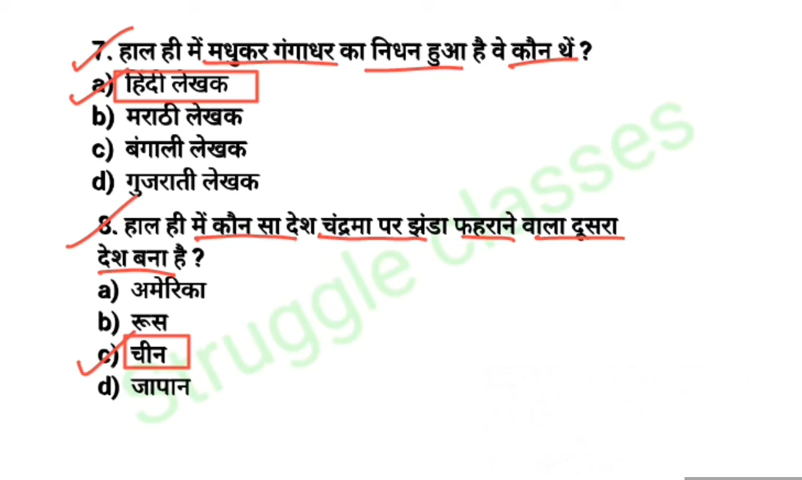 7. हाल ही में मधुकर गंगाधर का निधन हुआ है वे कौन थें ?
a) हिंदी लेखक
b) मराठी लेखक
c) बंगाली लेखक
d) गुजराती लेखक
8. हाल ही में कौन सा देश चंद्रमा पर झंडा फहराने वाला दूसरा
देश बना है ?
a) अमेरिका
b) रूस
c) चीन
d) जापान
struggle classes